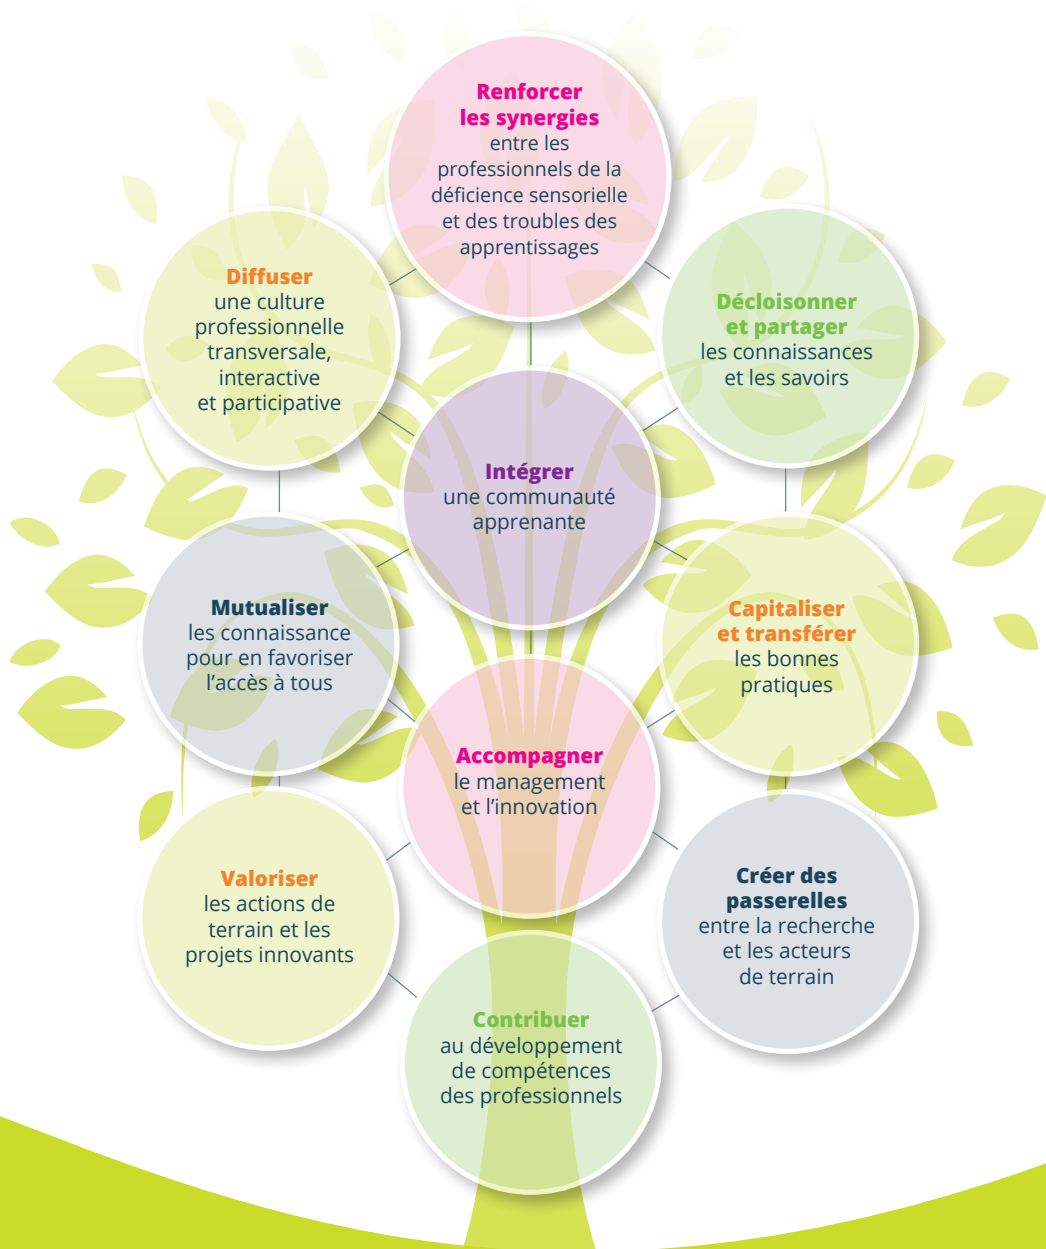 Renforcer
les synergies
entre les
professionnels de la
déficience sensorielle
et des troubles des
apprentissages
Diffuser
une culture
professionnelle
transversale,
interactive
et participative
Décloisonner
et partager
les connaissances
et les savoirs
Intégrer
une communauté
apprenante
Mutualiser
les connaissance
pour en favoriser
l’accès à tous
Capitaliser
et transférer
les bonnes
pratiques
Accompagner
le management
et l’innovation
Valoriser
les actions de
terrain et les
projets innovants
Créer des
passerelles
entre la recherche
et les acteurs
de terrain
Contribuer
au développement
de compétences
des professionnels